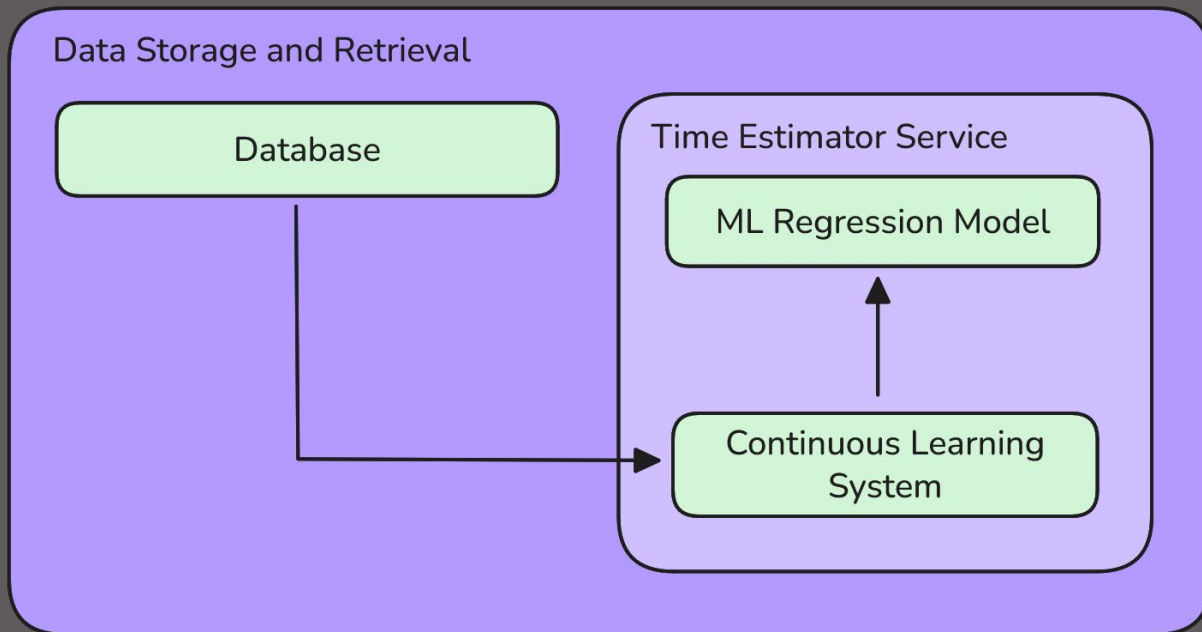 Data Storage and Retrieval
Database
Time Estimator Service
ML Regression Model
Continuous Learning
System